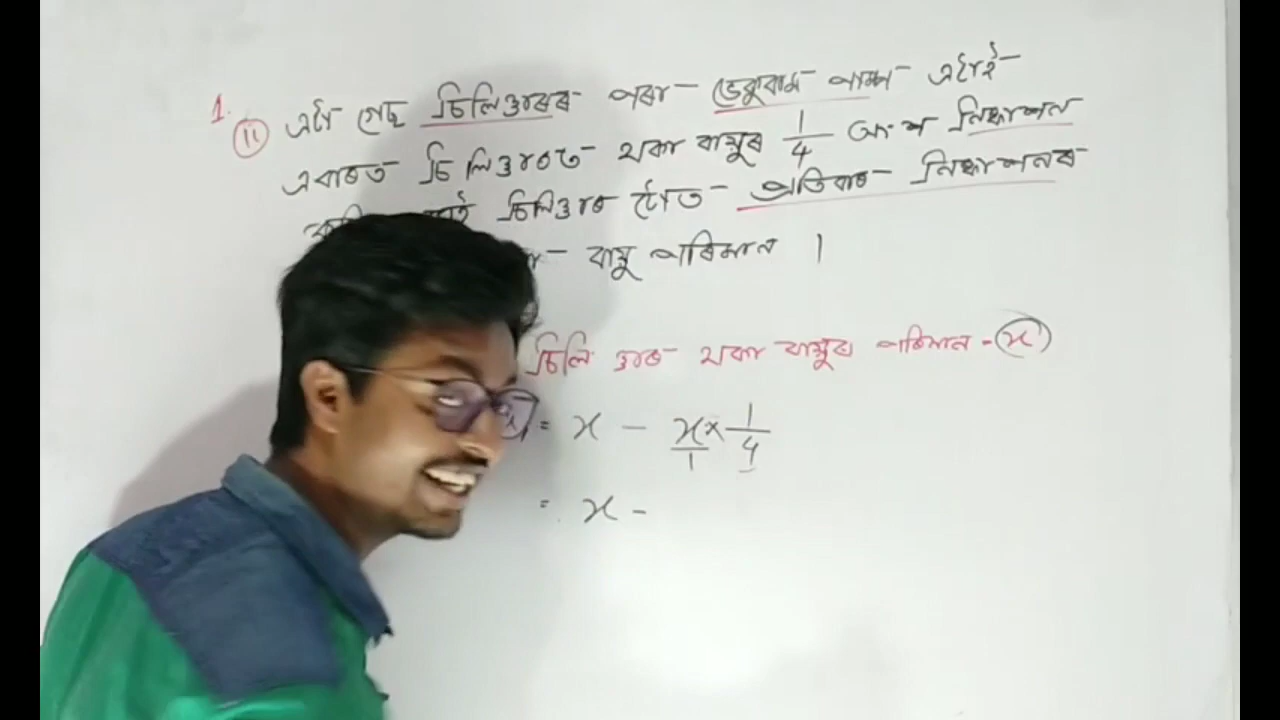 1.
(ii) এটা গেছ চিলিণ্ডাৰৰ পৰা ভেকুৱাম পাম্প এটাই
এবাৰত চিলিণ্ডাৰত থকা বায়ুৰ 1/4 অংশ নিষ্কাশন
চিলিণ্ডাৰ টোত প্ৰতিবাৰ নিষ্কাশনৰ
বায়ু পৰিমান ।
চিলিণ্ডাৰত থকা বায়ুৰ পৰিমান = x
= x - x/1 × 1/4
= x -